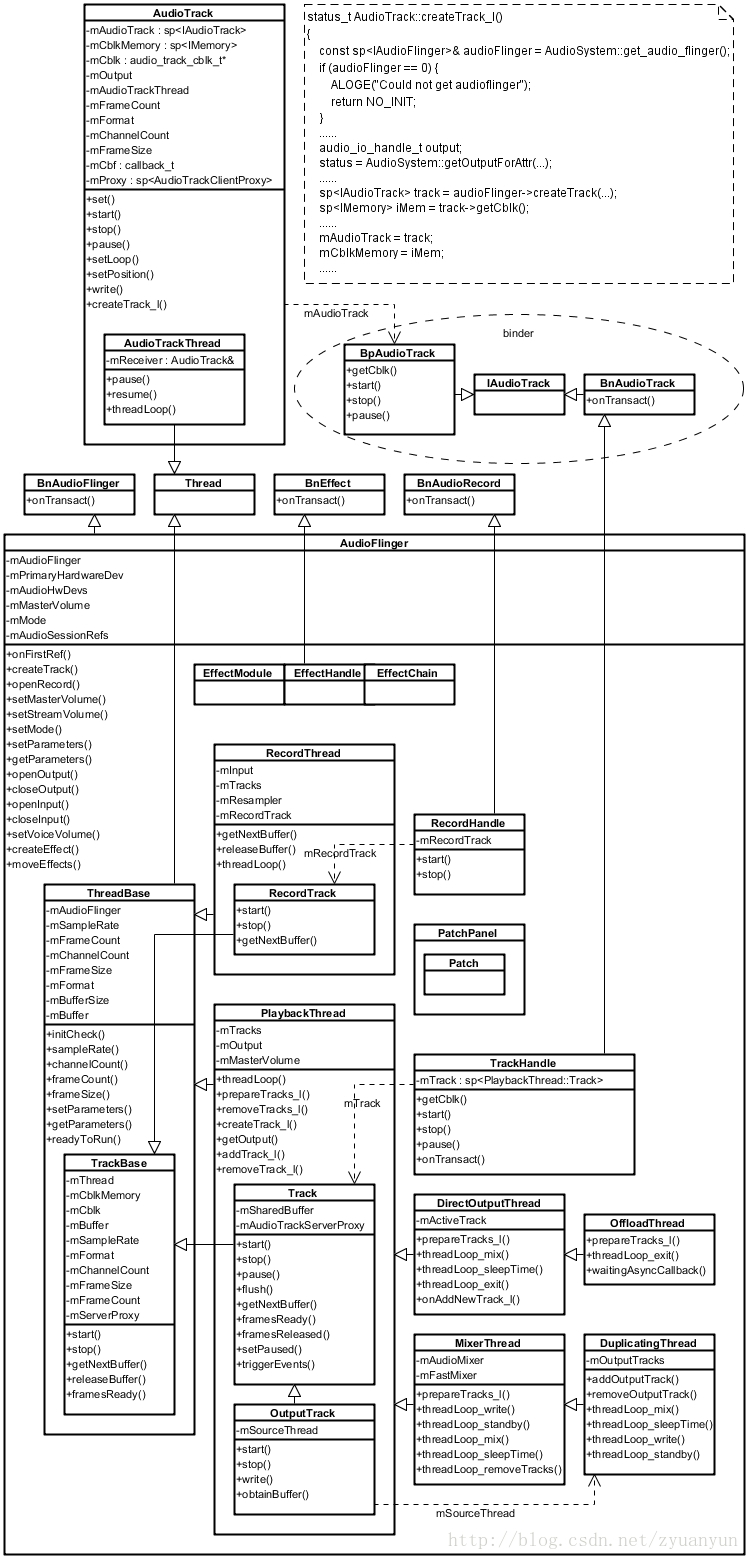 AudioTrack
-mAudioTrack : sp<IAudioTrack>
-mCblkMemory : sp<IMemory>
-mCblk : audio_track_cblk_t*
-mOutput
-mAudioTrackThread
-mFrameCount
-mFormat
-mChannelCount
-mFrameSize
-mCbf : callback_t
-mProxy : sp<AudioTrackClientProxy>
+set()
+start()
+stop()
+pause()
+setLoop()
+setPosition()
+write()
+createTrack_l()
AudioTrackThread
-mReceiver : AudioTrack&
+pause()
+resume()
+threadLoop()
status_t AudioTrack::createTrack_l()
{
const sp<IAudioFlinger>& audioFlinger = AudioSystem::get_audio_flinger();
if (audioFlinger == 0) {
ALOGE("Could not get audioflinger");
return NO_INIT;
}
......
audio_io_handle_t output;
status = AudioSystem::getOutputForAttr(...);
......
sp<IAudioTrack> track = audioFlinger->createTrack(...);
sp<IMemory> iMem = track->getCblk();
......
mAudioTrack = track;
mCblkMemory = iMem;
......
mAudioTrack
binder
BpAudioTrack
+getCblk()
+start()
+stop()
+pause()
IAudioTrack
BnAudioTrack
+onTransact()
BnAudioFlinger
+onTransact()
Thread
BnEffect
+onTransact()
BnAudioRecord
+onTransact()
AudioFlinger
-mAudioFlinger
-mPrimaryHardwareDev
-mAudioHwDevs
-mMasterVolume
-mMode
-mAudioSessionRefs
+onFirstRef()
+createTrack()
+openRecord()
+setMasterVolume()
+setStreamVolume()
+setMode()
+setParameters()
+getParameters()
+openOutput()
+closeOutput()
+openInput()
+closeInput()
+setVoiceVolume()
+createEffect()
+moveEffects()
EffectModule
EffectHandle
EffectChain
RecordThread
-mInput
-mTracks
-mResampler
-mRecordTrack
+getNextBuffer()
+releaseBuffer()
+threadLoop()
mRecordTrack
RecordTrack
+start()
+stop()
+getNextBuffer()
RecordHandle
-mRecordTrack
+start()
+stop()
PatchPanel
Patch
ThreadBase
-mAudioFlinger
-mSampleRate
-mFrameCount
-mChannelCount
-mFrameSize
-mFormat
-mBufferSize
-mBuffer
+initCheck()
+sampleRate()
+channelCount()
+frameCount()
+frameSize()
+setParameters()
+getParameters()
+readyToRun()
TrackBase
-mThread
-mCblkMemory
-mCblk
-mBuffer
-mSampleRate
-mFormat
-mChannelCount
-mFrameSize
-mFrameCount
-mServerProxy
+start()
+stop()
+getNextBuffer()
+releaseBuffer()
+framesReady()
PlaybackThread
-mTracks
-mOutput
-mMasterVolume
+threadLoop()
+prepareTracks_l()
+removeTracks_l()
+createTrack_l()
+getOutput()
+addTrack_l()
+removeTrack_l()
mTrack
Track
-mSharedBuffer
-mAudioTrackServerProxy
+start()
+stop()
+pause()
+flush()
+getNextBuffer()
+framesReady()
+framesReleased()
+setPaused()
+triggerEvents()
OutputTrack
-mSourceThread
+start()
+stop()
+write()
+obtainBuffer()
TrackHandle
-mTrack : sp<PlaybackThread::Track>
+getCblk()
+start()
+stop()
+pause()
+onTransact()
DirectOutputThread
-mActiveTrack
+prepareTracks_l()
+threadLoop_mix()
+threadLoop_sleepTime()
+threadLoop_exit()
+onAddNewTrack_l()
OffloadThread
+prepareTracks_l()
+threadLoop_exit()
+waitingAsyncCallback()
MixerThread
-mAudioMixer
-mFastMixer
+prepareTracks_l()
+threadLoop_write()
+threadLoop_standby()
+threadLoop_mix()
+threadLoop_sleepTime()
+threadLoop_removeTracks()
DuplicatingThread
-mOutputTracks
+addOutputTrack()
+removeOutputTrack()
+threadLoop_mix()
+threadLoop_sleepTime()
+threadLoop_write()
+threadLoop_standby()
mSourceThread
http://blog.csdn.net/zyuanyun